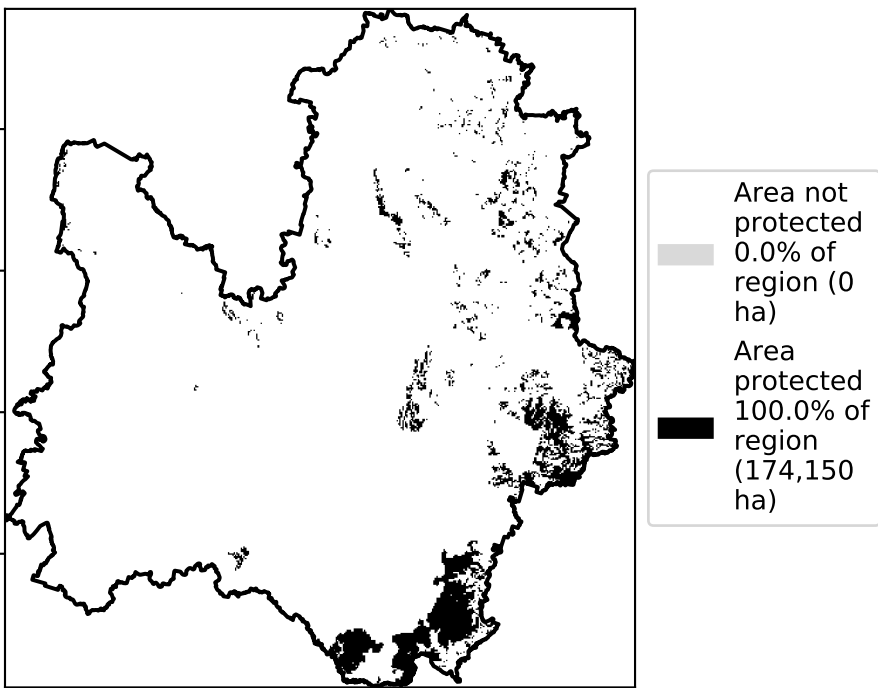 Area not
protected
0.0% of
region (0
ha)
Area
protected
100.0% of
region
(174,150
ha)